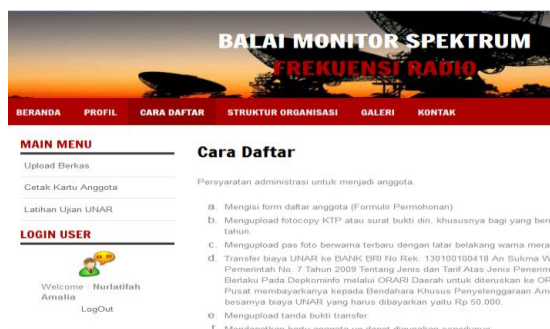 BALAI MONITOR SPEKTRUM
FREKUENSI RADIO
BERANDA PROFIL CARA DAFTAR STRUKTUR ORGANISASI GALERI KONTAK
MAIN MENU
Upload Berkas
Cetak Kartu Anggota
Latihan Ujian UNAR
LOGIN USER
Welcome : Nurlatifah
Amalia
LogOut
Cara Daftar
Persyaratan administrasi untuk menjadi anggota.
a. Mengisi form daftar anggota (Formulir Permohonan)
b. Mengupload fotocopy KTP atau surat bukti diri, khususnya bagi yang ber
tahun.
c. Mengupload pas foto berwarna terbaru dengan latar belakang warna mera
d. Transfer biaya UNAR ke BANK BRI No Rek. 130100100418 An Sukma W
Pemerintah No. 7 Tahun 2009 Tentang Jenis dan Tarif Atas Jenis Penerim
Berlaku Pada Depkominfo melalui ORARI Daerah untuk diteruskan ke OR
Pusat membayarkanya kepada Bendahara Khusus Penyelenggaraan Am
besarnya biaya UNAR yang harus dibayarkan yaitu Rp 50.000.
e. Mengupload tanda bukti transfer